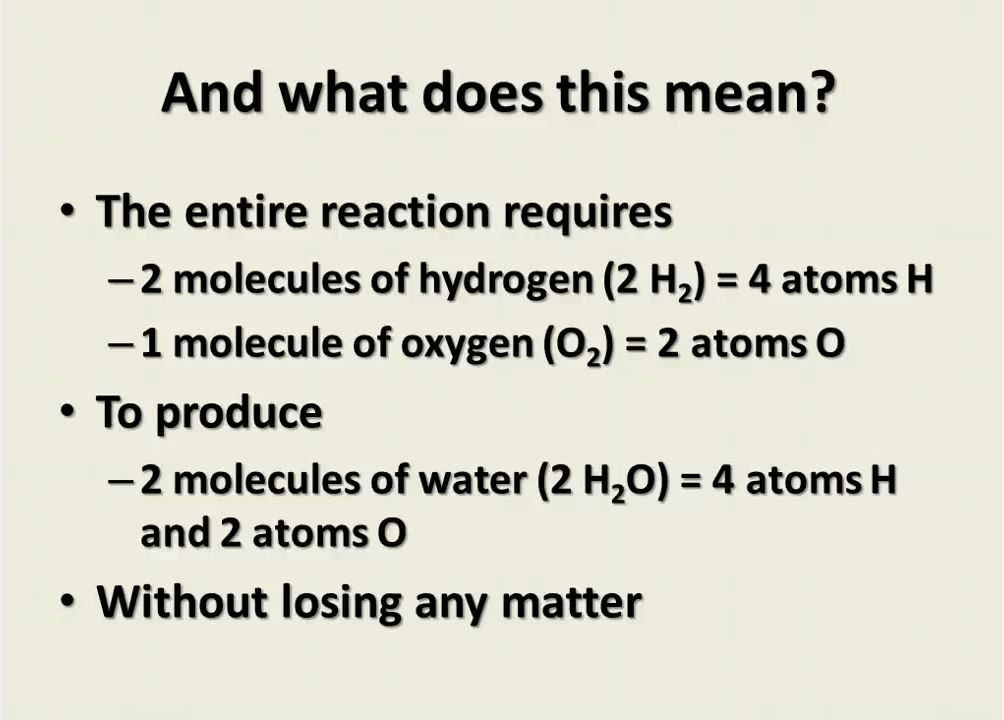 And what does this mean?
• The entire reaction requires
– 2 molecules of hydrogen (2 H₂) = 4 atoms H
– 1 molecule of oxygen (O₂) = 2 atoms O
• To produce
– 2 molecules of water (2 H₂O) = 4 atoms H
and 2 atoms O
• Without losing any matter